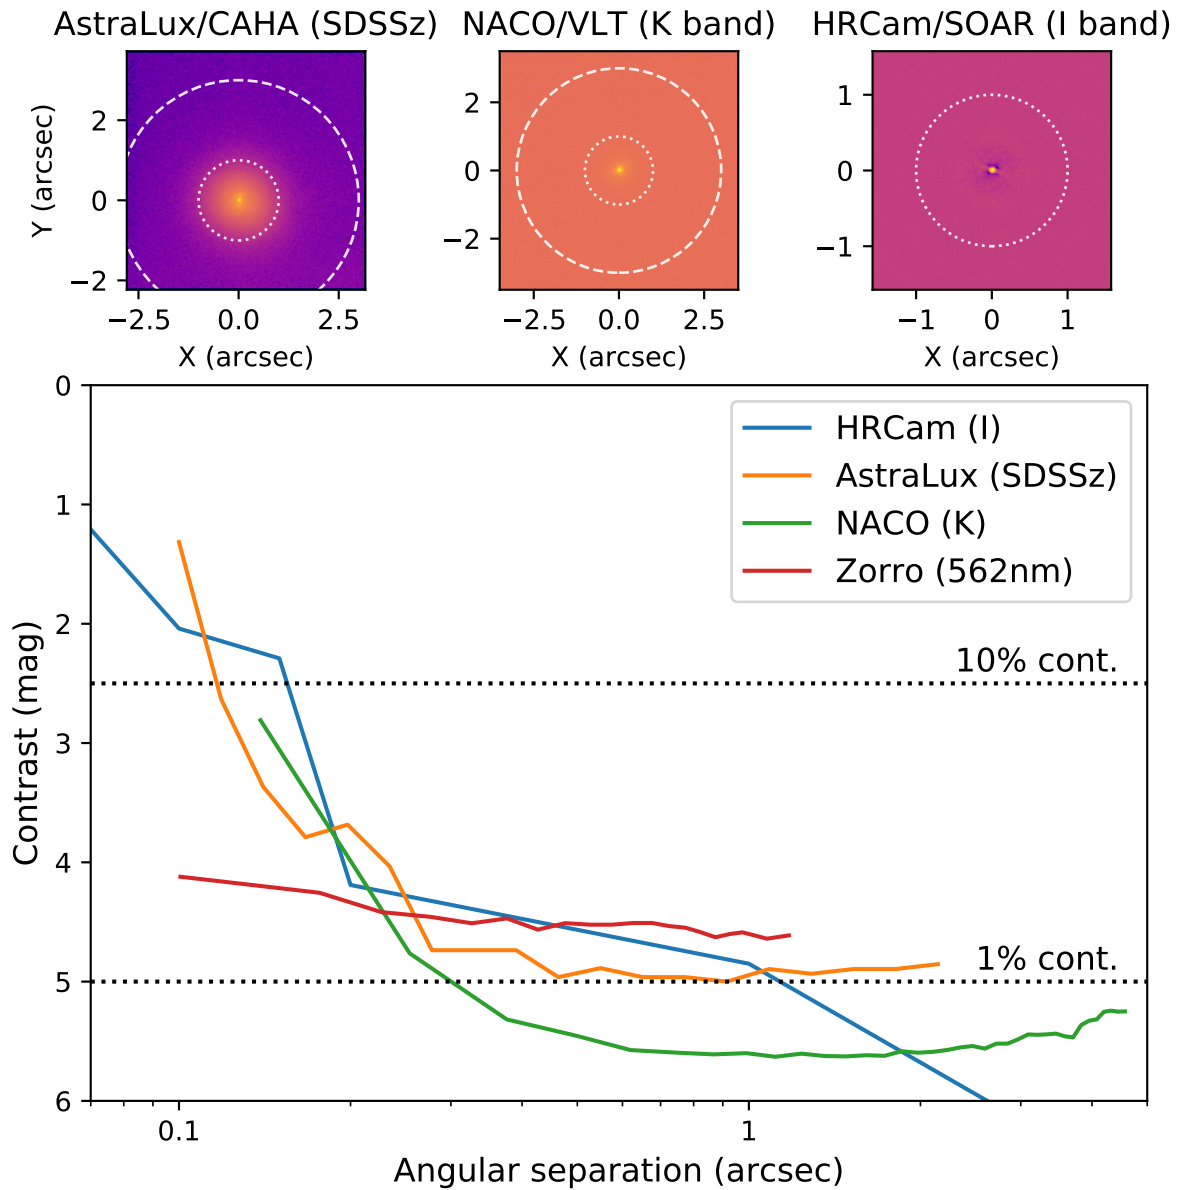 AstraLux/CAHA (SDSSz) NACO/VLT (K band) HRCam/SOAR (I band)
Y (arcsec)
2
0
−2
−2.5 0.0 2.5
X (arcsec)
2
0
−2
−2.5 0.0 2.5
X (arcsec)
1
0
−1
−1 0 1
X (arcsec)
Contrast (mag)
0
1
2
3
4
5
6
HRCam (I)
AstraLux (SDSSz)
NACO (K)
Zorro (562nm)
10% cont.
1% cont.
0.1 1
Angular separation (arcsec)